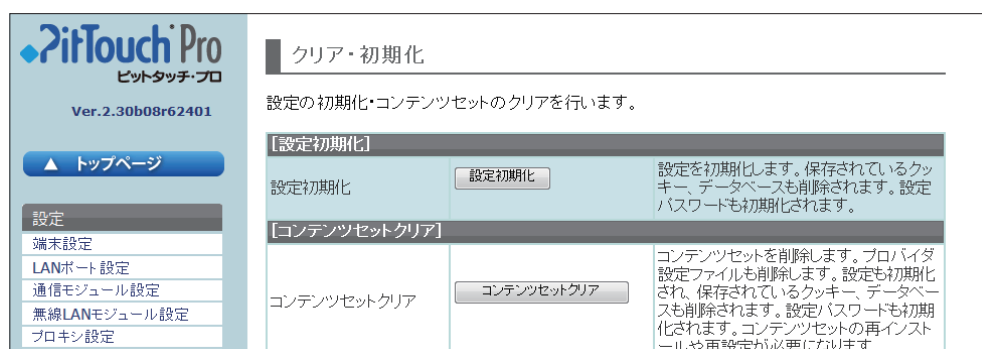 PitTouch Pro
ピットタッチ・プロ
Ver.2.30b08r62401
▲ トップページ
設定
端末設定
LANポート設定
通信モジュール設定
無線LANモジュール設定
プロキシ設定
クリア・初期化
設定の初期化・コンテンツセットのクリアを行います。
[設定初期化]
設定初期化
設定初期化
設定を初期化します。保存されているクッ
キー、データベースも削除されます。設定
パスワードも初期化されます。
[コンテンツセットクリア]
コンテンツセットクリア
コンテンツセットクリア
コンテンツセットを削除します。プロバイダ
設定ファイルも削除します。設定も初期化
され、保存されているクッキー、データベー
スも削除されます。設定パスワードも初期
化されます。コンテンツセットの再インスト
ールや再設定が必要になります。